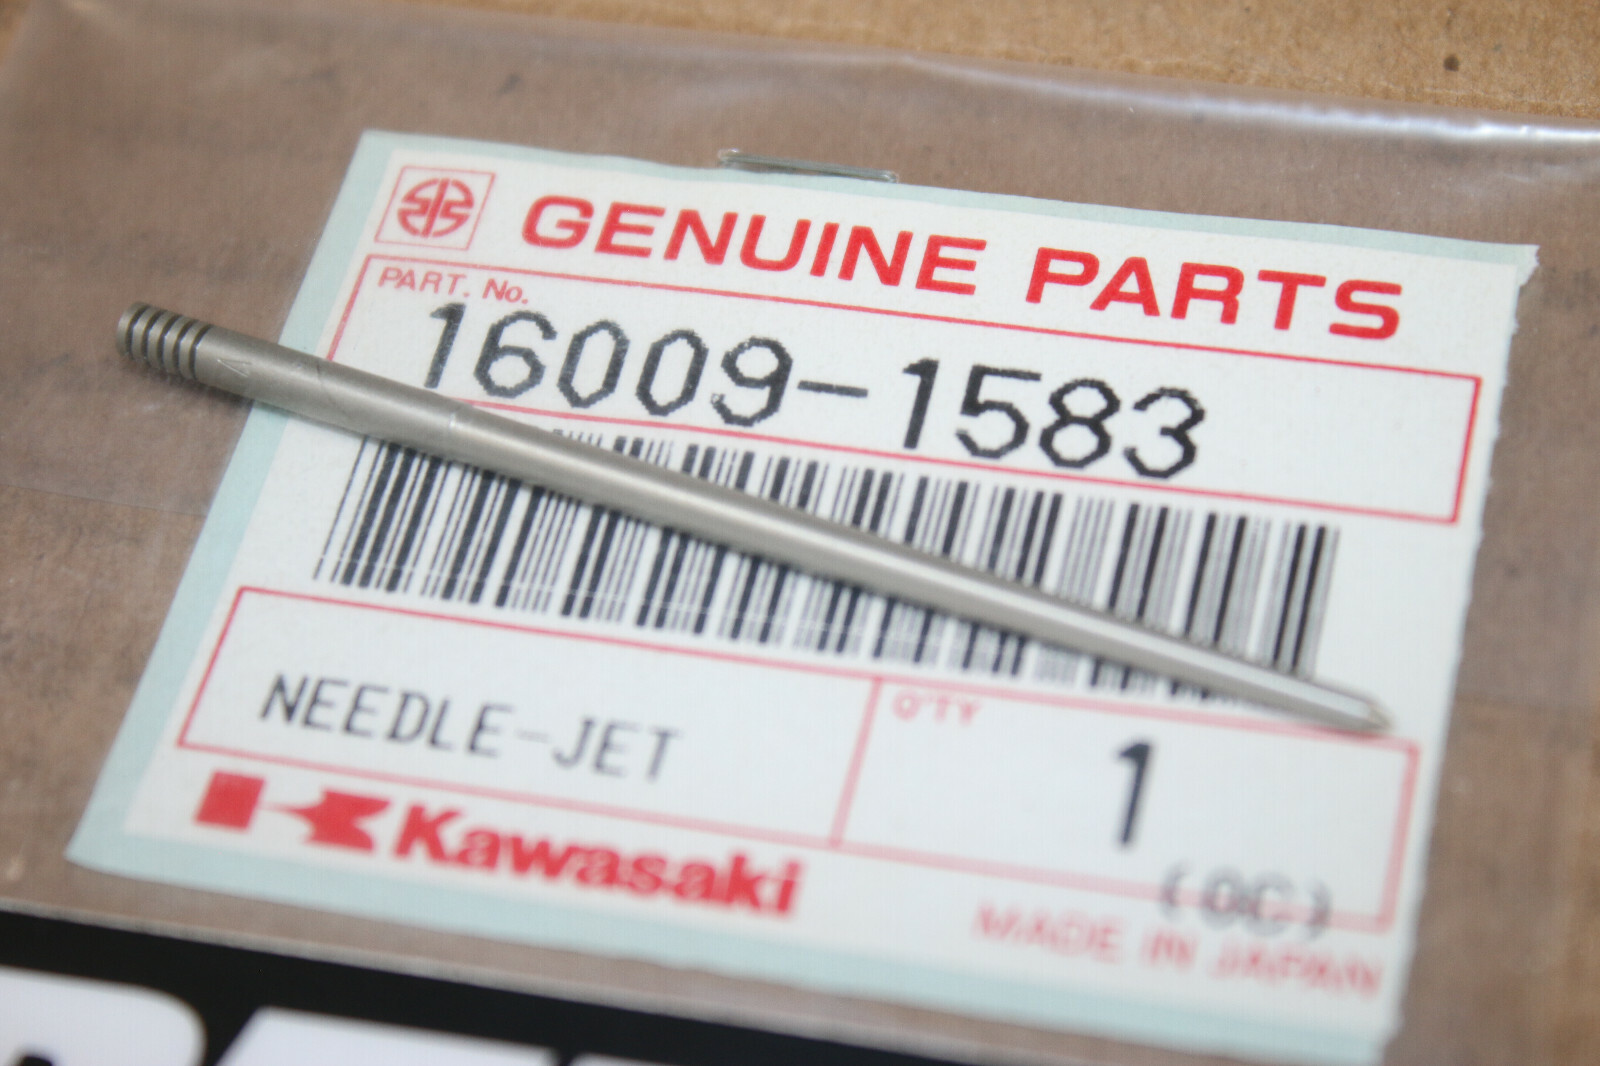 GENUINE PARTS
PART. No.
16009-1583
NEEDLE-JET
Q'TY
1
(0C)
Kawasaki
MADE IN JAPAN